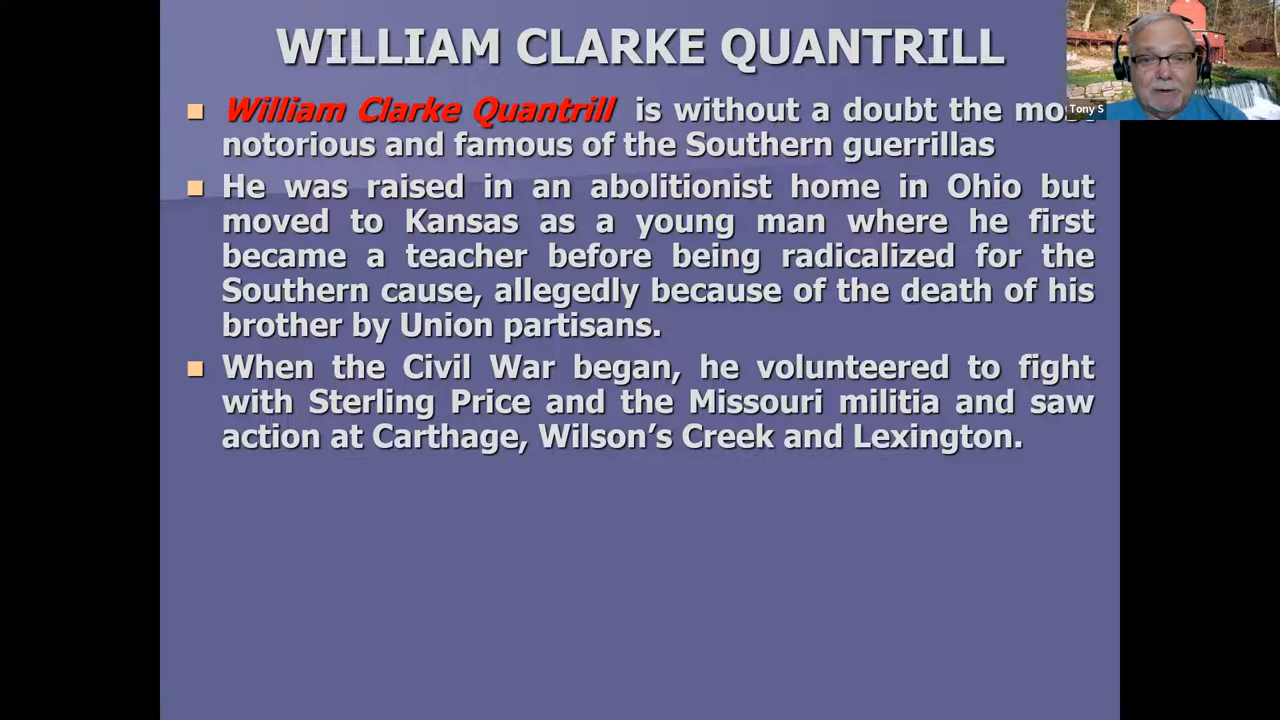 WILLIAM CLARKE QUANTRILL
William Clarke Quantrill is without a doubt the most
notorious and famous of the Southern guerrillas
He was raised in an abolitionist home in Ohio but
moved to Kansas as a young man where he first
became a teacher before being radicalized for the
Southern cause, allegedly because of the death of his
brother by Union partisans.
When the Civil War began, he volunteered to fight
with Sterling Price and the Missouri militia and saw
action at Carthage, Wilson's Creek and Lexington.
Tony S